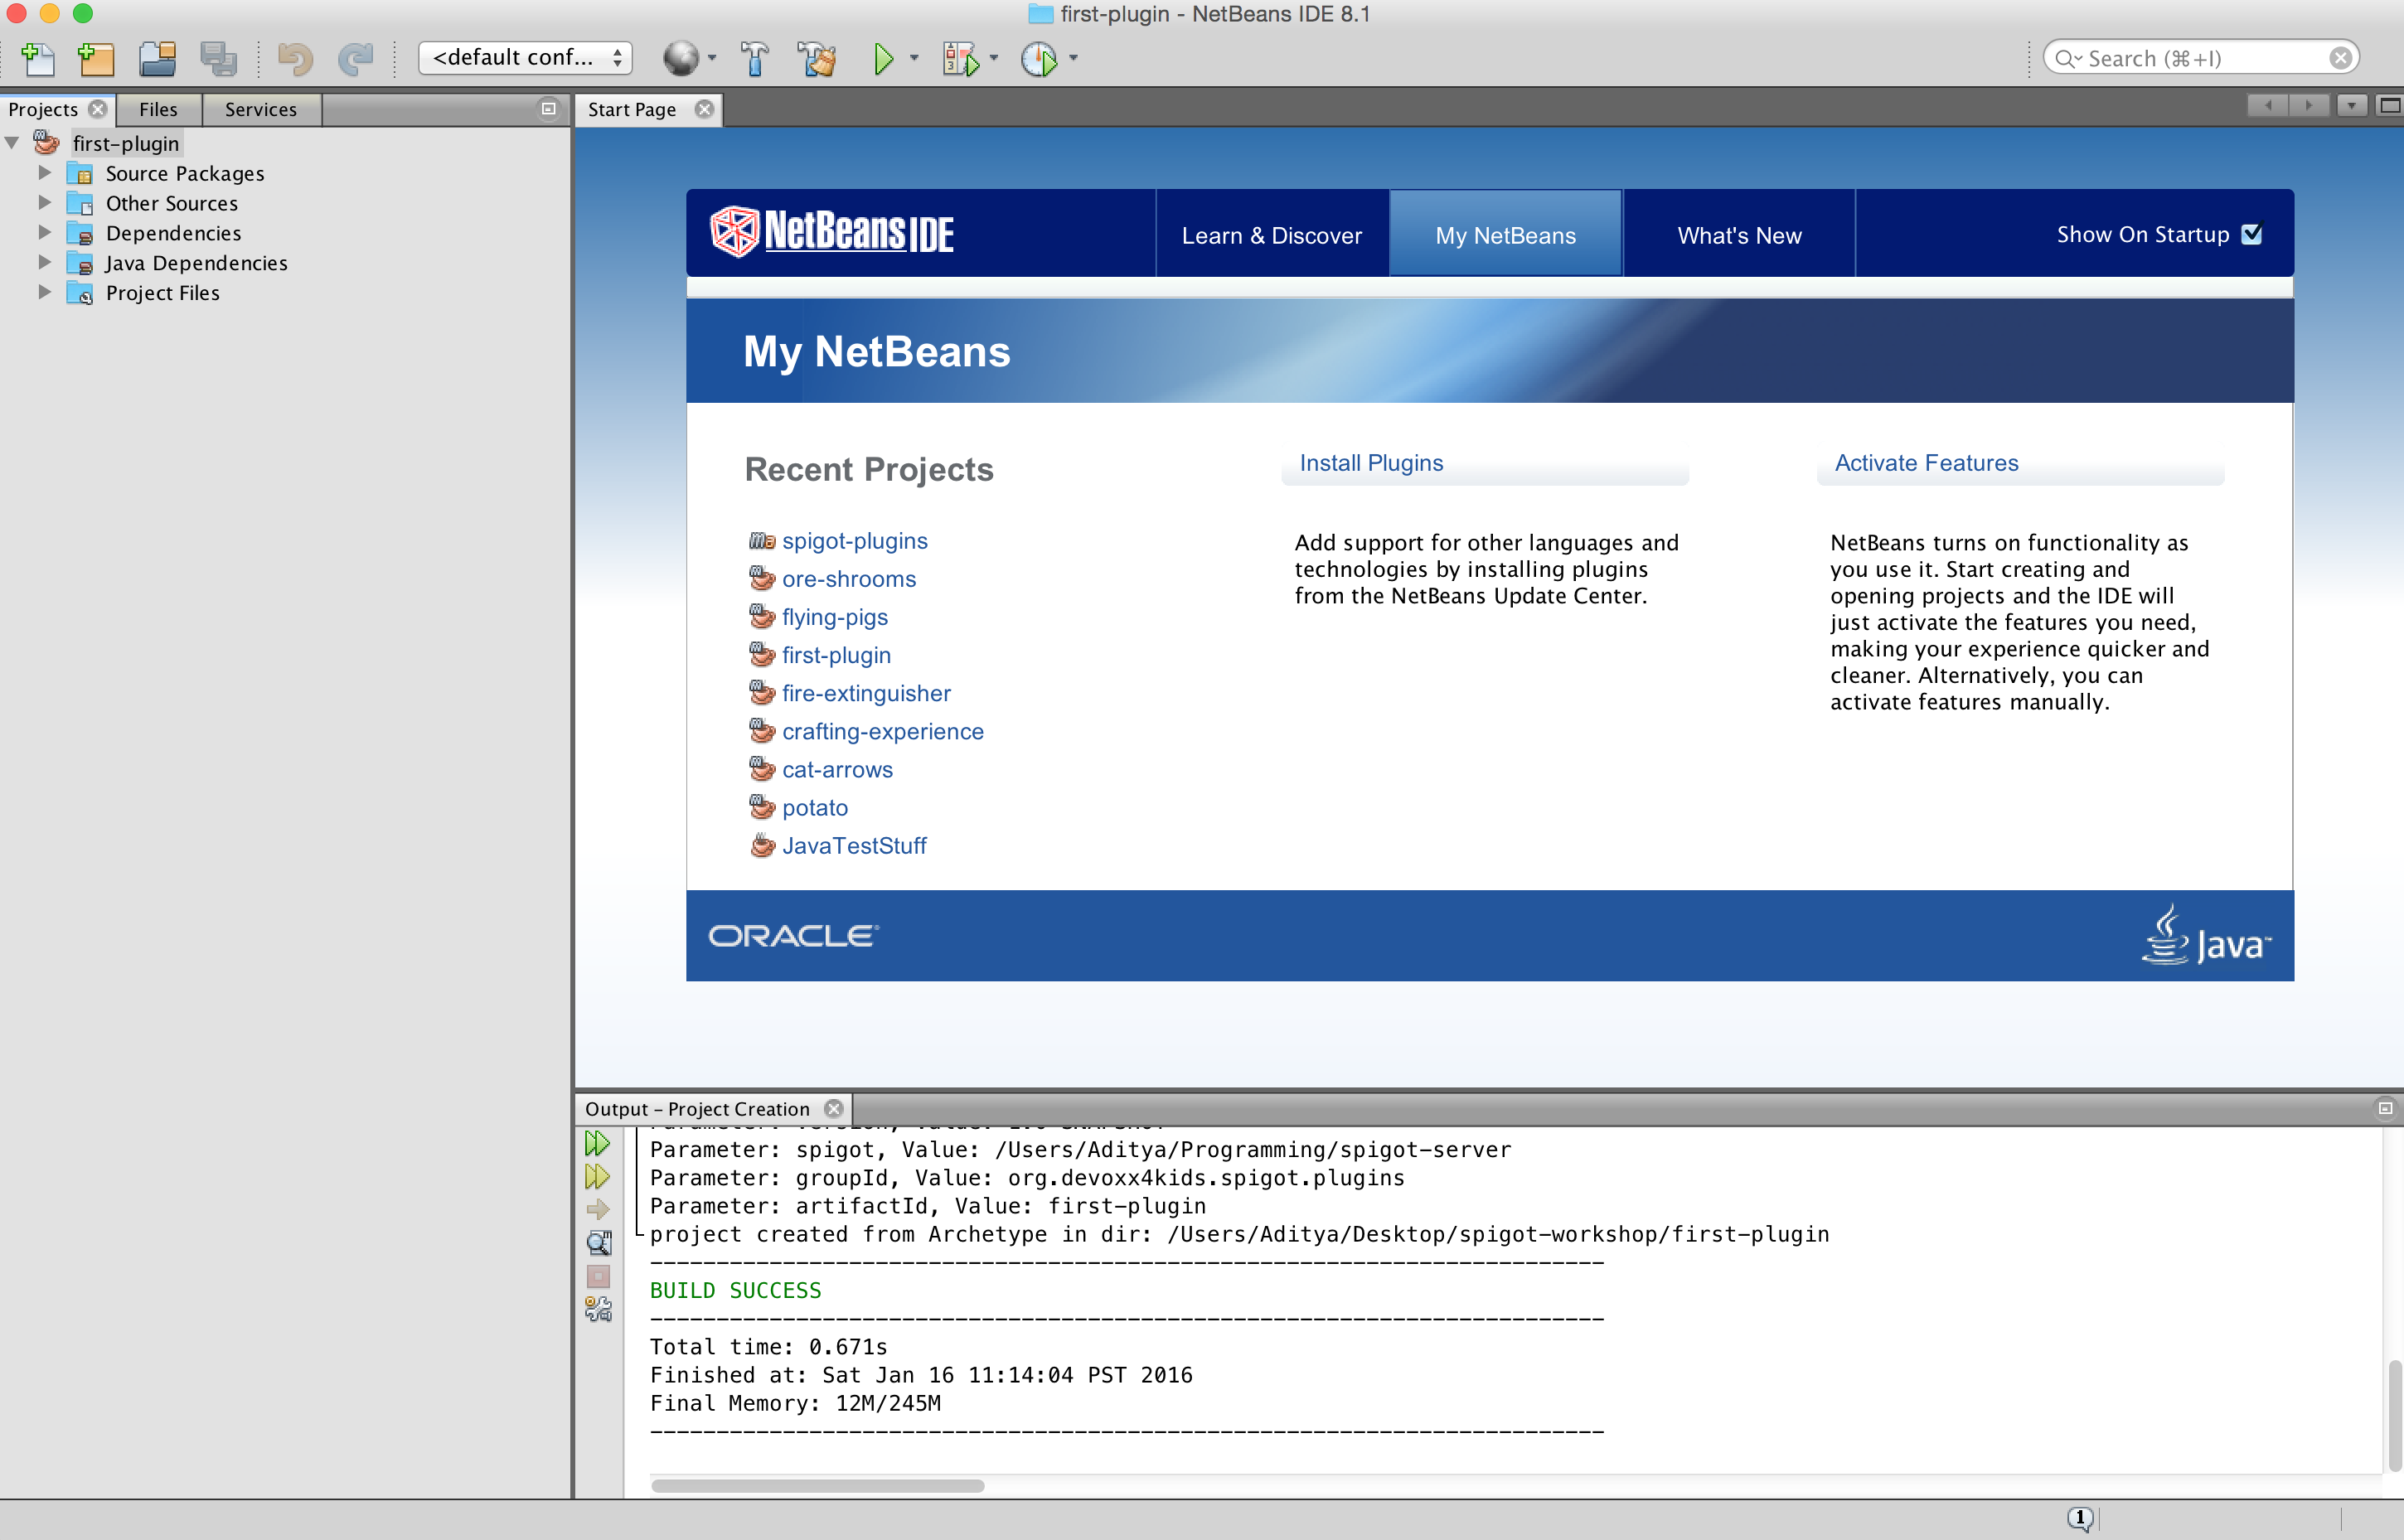 first-plugin - NetBeans IDE 8.1
<default conf...
Search (⌘+I)
Projects
Files
Services
Start Page
first-plugin
Source Packages
Other Sources
Dependencies
Java Dependencies
Project Files
NetBeans IDE
Learn & Discover
My NetBeans
What's New
Show On Startup
My NetBeans
Recent Projects
spigot-plugins
ore-shrooms
flying-pigs
first-plugin
fire-extinguisher
crafting-experience
cat-arrows
potato
JavaTestStuff
Install Plugins
Add support for other languages and
technologies by installing plugins
from the NetBeans Update Center.
Activate Features
NetBeans turns on functionality as
you use it. Start creating and
opening projects and the IDE will
just activate the features you need,
making your experience quicker and
cleaner. Alternatively, you can
activate features manually.
ORACLE
Java™
Output – Project Creation
Parameter: spigot, Value: /Users/Aditya/Programming/spigot-server
Parameter: groupId, Value: org.devoxx4kids.spigot.plugins
Parameter: artifactId, Value: first-plugin
project created from Archetype in dir: /Users/Aditya/Desktop/spigot-workshop/first-plugin
------------------------------------------------------------------------
BUILD SUCCESS
------------------------------------------------------------------------
Total time: 0.671s
Finished at: Sat Jan 16 11:14:04 PST 2016
Final Memory: 12M/245M
------------------------------------------------------------------------
1